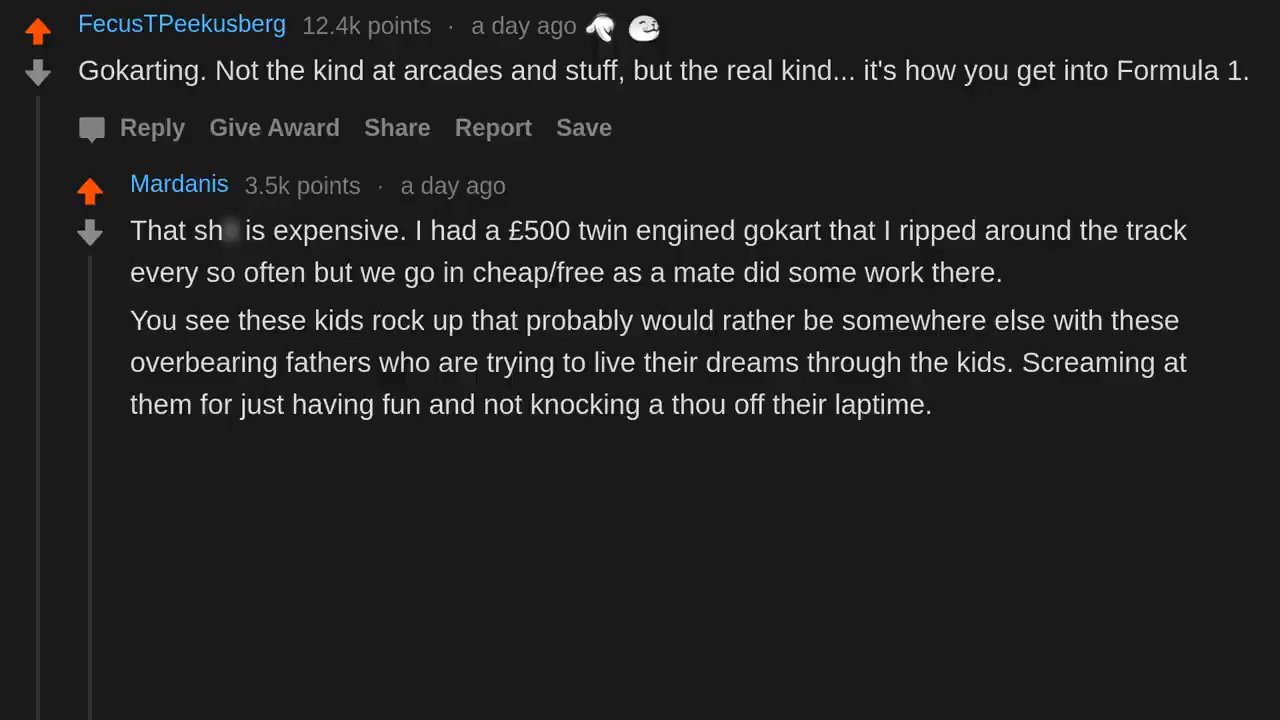 FecusTPeekusberg 12.4k points · a day ago
Gokarting. Not the kind at arcades and stuff, but the real kind... it's how you get into Formula 1.
Reply Give Award Share Report Save
Mardanis 3.5k points · a day ago
That sh is expensive. I had a £500 twin engined gokart that I ripped around the track
every so often but we go in cheap/free as a mate did some work there.
You see these kids rock up that probably would rather be somewhere else with these
overbearing fathers who are trying to live their dreams through the kids. Screaming at
them for just having fun and not knocking a thou off their laptime.